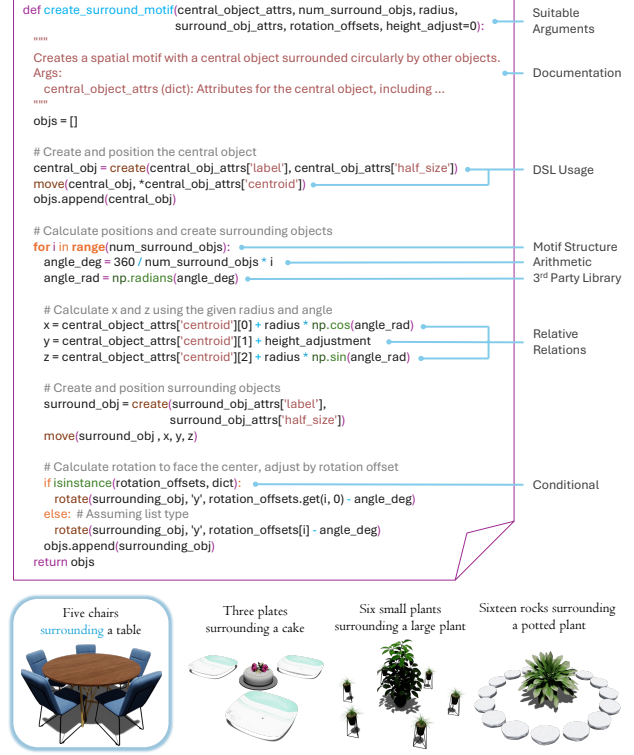 def create_surround_motif(central_object_attrs, num_surround_objs, radius,
surround_obj_attrs, rotation_offsets, height_adjust=0):
"""
Creates a spatial motif with a central object surrounded circularly by other objects.
Args:
central_object_attrs (dict): Attributes for the central object, including ...
"""
objs = []
# Create and position the central object
central_obj = create(central_obj_attrs['label'], central_obj_attrs['half_size'])
move(central_obj, *central_obj_attrs['centroid'])
objs.append(central_obj)
# Calculate positions and create surrounding objects
for i in range(num_surround_objs):
angle_deg = 360 / num_surround_objs * i
angle_rad = np.radians(angle_deg)
# Calculate x and z using the given radius and angle
x = central_object_attrs['centroid'][0] + radius * np.cos(angle_rad)
y = central_object_attrs['centroid'][1] + height_adjustment
z = central_object_attrs['centroid'][2] + radius * np.sin(angle_rad)
# Create and position surrounding objects
surround_obj = create(surround_obj_attrs['label'],
surround_obj_attrs['half_size'])
move(surround_obj , x, y, z)
# Calculate rotation to face the center, adjust by rotation offset
if isinstance(rotation_offsets, dict):
rotate(surrounding_obj, 'y', rotation_offsets.get(i, 0) - angle_deg)
else: # Assuming list type
rotate(surrounding_obj, 'y', rotation_offsets[i] - angle_deg)
objs.append(surrounding_obj)
return objs
Suitable
Arguments
Documentation
DSL Usage
Motif Structure
Arithmetic
3rd Party Library
Relative
Relations
Conditional
Five chairs
surrounding a table
Three plates
surrounding a cake
Six small plants
surrounding a large plant
Sixteen rocks surrounding
a potted plant